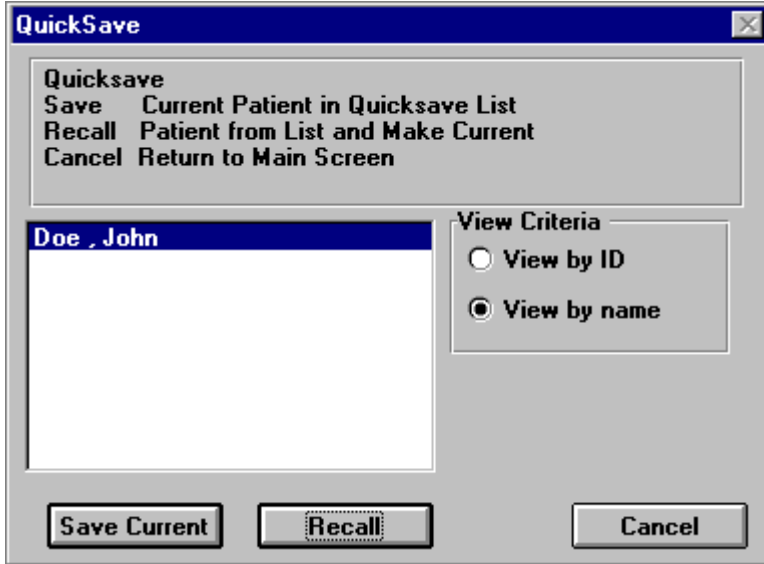 QuickSave
Quicksave
Save Current Patient in Quicksave List
Recall Patient from List and Make Current
Cancel Return to Main Screen
Doe , John
View Criteria
View by ID
View by name
Save Current
Recall
Cancel